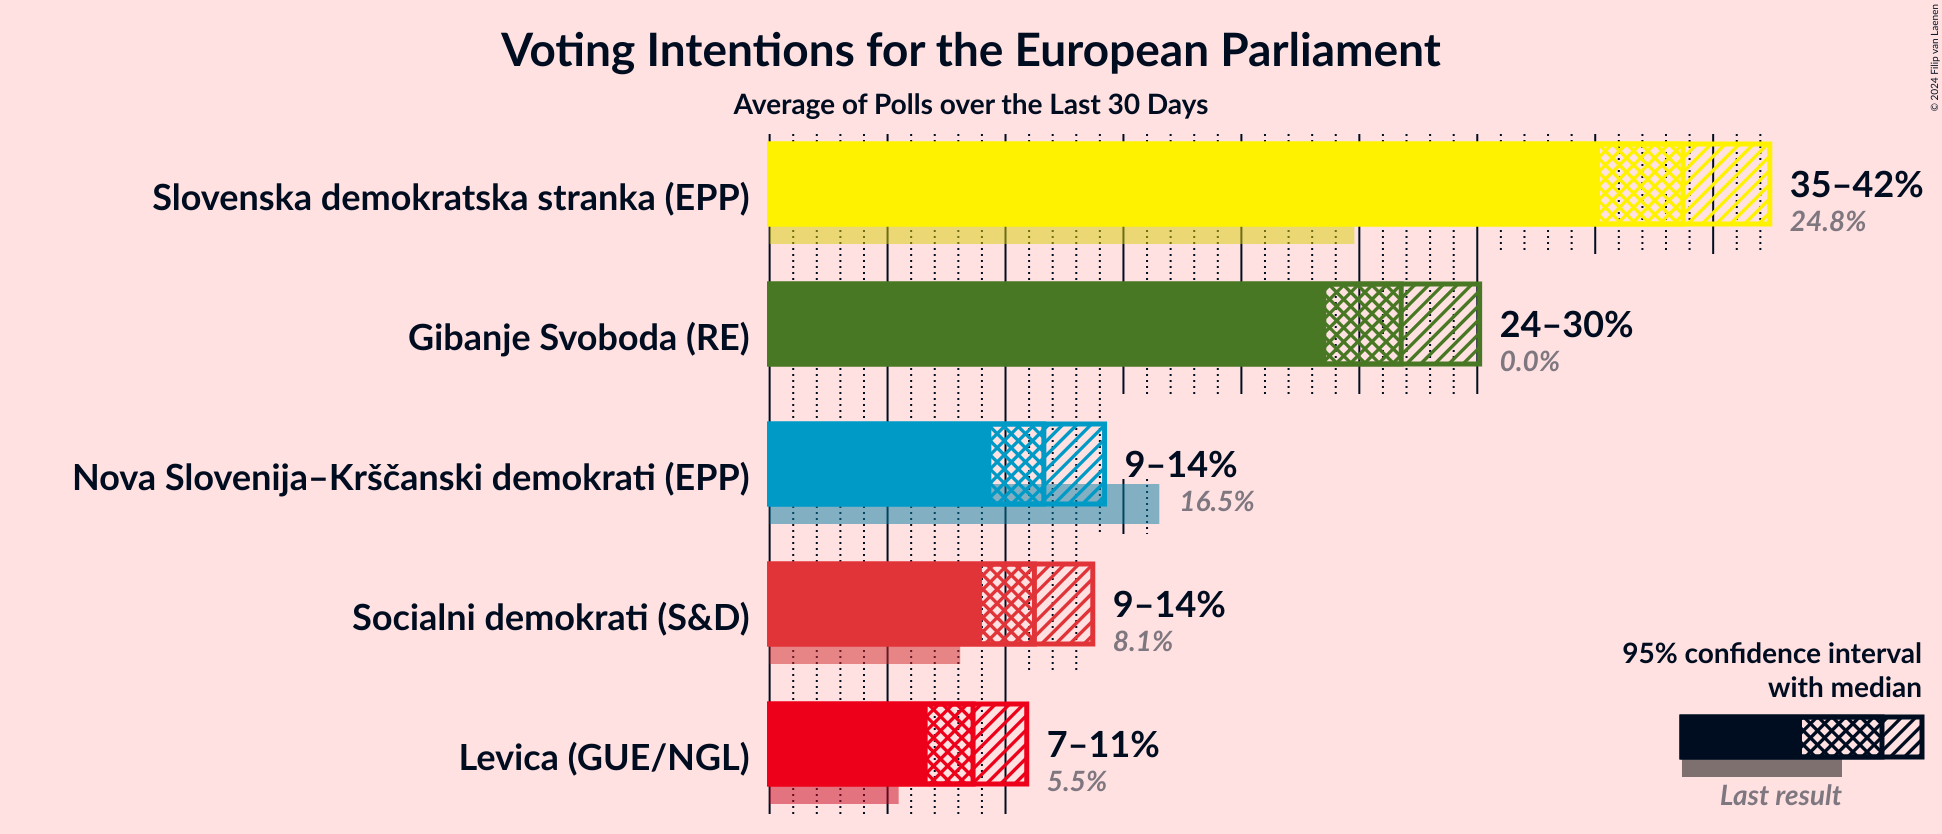 Voting Intentions for the European Parliament
Average of Polls over the Last 30 Days
© 2024 Filip van Laenen
Slovenska demokratska stranka (EPP)
35–42%
24.8%
Gibanje Svoboda (RE)
24–30%
0.0%
Nova Slovenija–Krščanski demokrati (EPP)
9–14%
16.5%
Socialni demokrati (S&D)
9–14%
8.1%
Levica (GUE/NGL)
7–11%
5.5%
95% confidence interval
with median
Last result